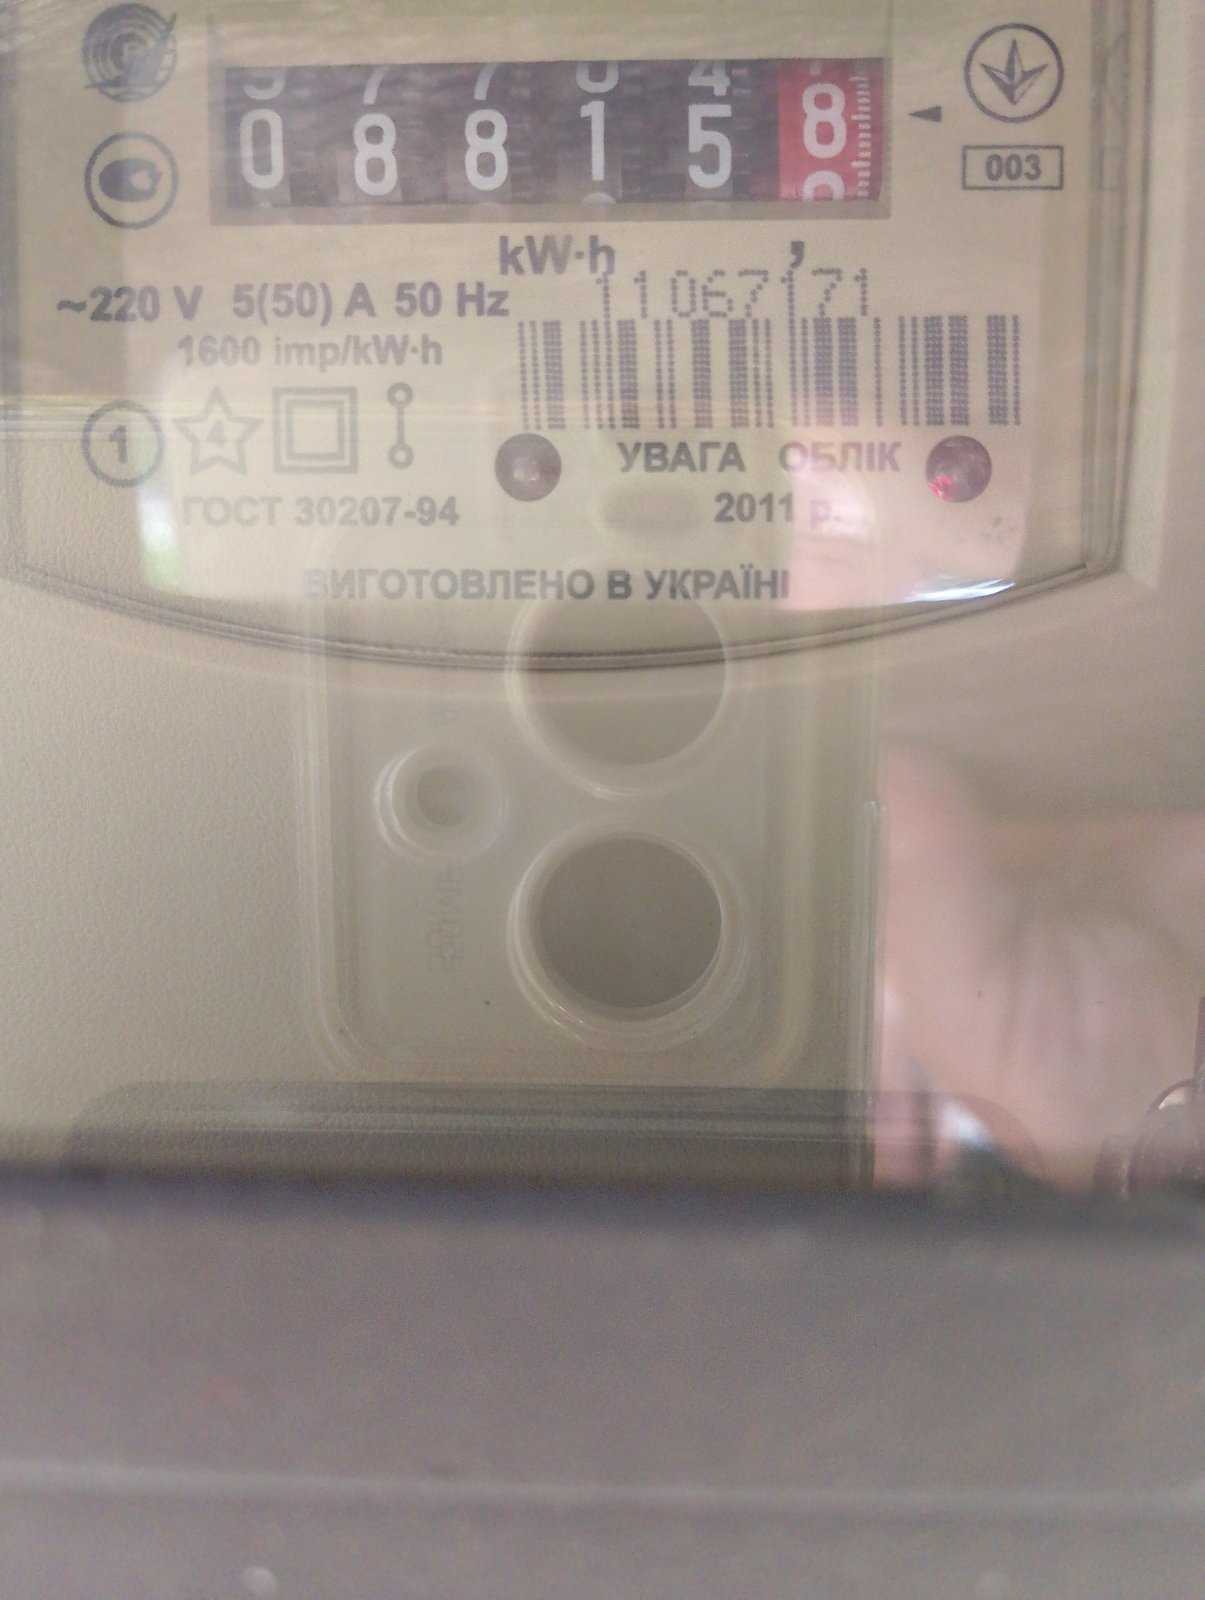 0 8 8 1 5 8
003
kW·h ,
11067171
~220 V 5(50) A 50 Hz
1600 imp/kW·h
1 4
УВАГА ОБЛІК
ГОСТ 30207-94 2011 р.
ВИГОТОВЛЕНО В УКРАЇНІ